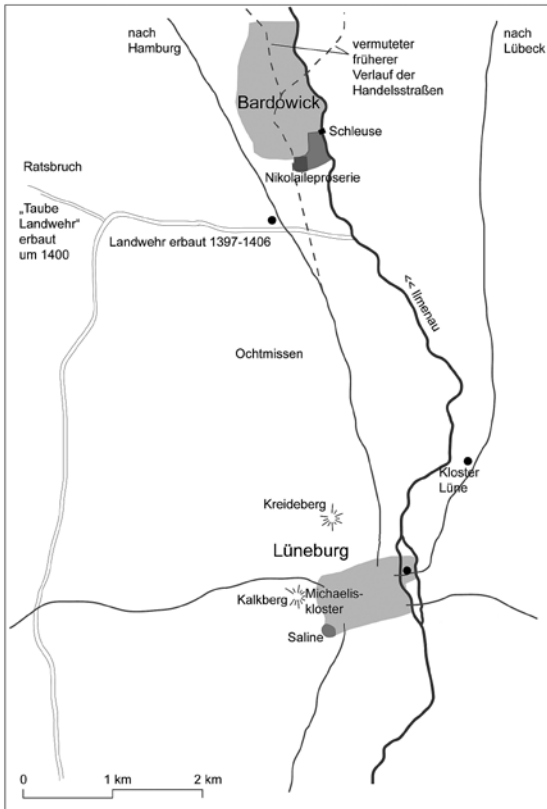 nach
Hamburg
vermuteter
früherer
Verlauf der
Handelsstraßen
nach
Lübeck
Bardowick
Schleuse
Ratsbruch
Nikolaileproserie
„Taube
Landwehr"
erbaut
um 1400
Landwehr erbaut 1397-1406
<< Ilmenau
Ochtmissen
Kloster
Lüne
Kreideberg
Lüneburg
Kalkberg
Michaelis-
kloster
Saline
0 1 km 2 km